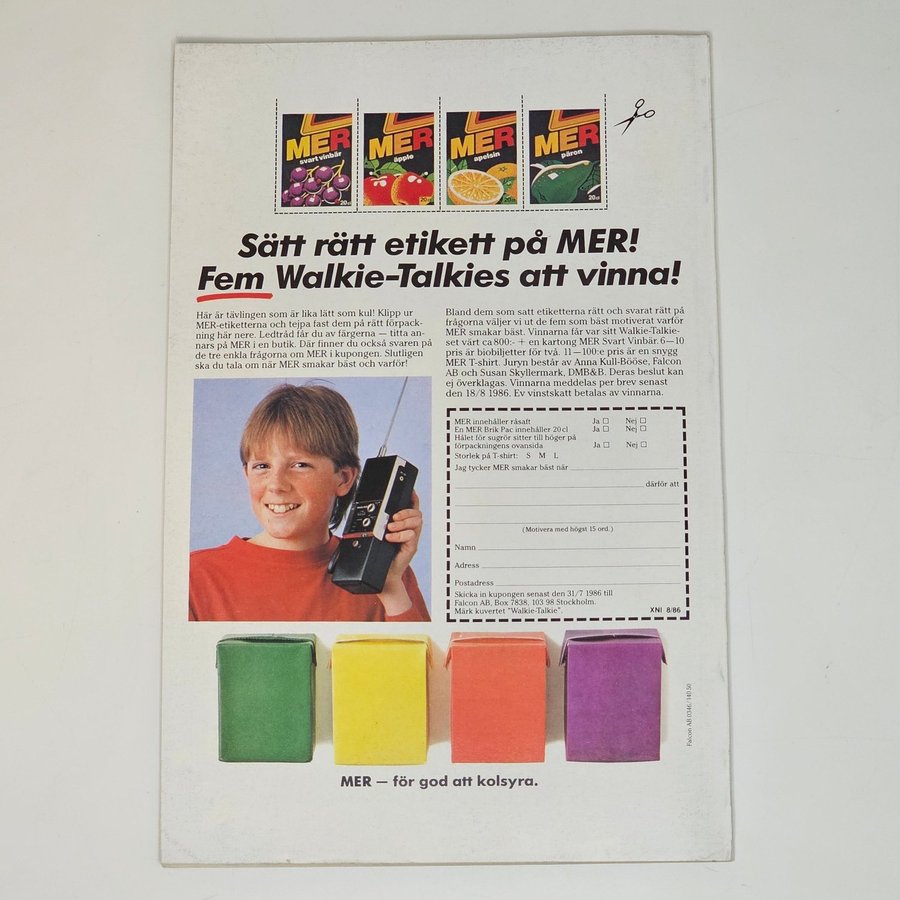 MER
svart vinbär
20cl
MER
äpple
20cl
MER
apelsin
20cl
MER
päron
20cl
Sätt rätt etikett på MER!
Fem Walkie-Talkies att vinna!
Här är tävlingen som är lika lätt som kul! Klipp ur
MER-etiketterna och tejpa fast dem på rätt förpack-
ning här nere. Ledtråd får du av färgerna — titta an-
nars på MER i en butik. Där finner du också svaren på
de tre enkla frågorna om MER i kupongen. Slutligen
ska du tala om när MER smakar bäst och varför!
Bland dem som satt etiketterna rätt och svarat rätt på
frågorna väljer vi ut de fem som bäst motiverat varför
MER smakar bäst. Vinnarna får var sitt Walkie-Talkie-
set värt ca 800:- + en kartong MER Svart Vinbär. 6—10
pris är biobiljetter för två. 11—100:e pris är en snygg
MER T-shirt. Juryn består av Anna Kull-Bööse, Falcon
AB och Susan Skyllermark, DMB&B. Deras beslut kan
ej överklagas. Vinnarna meddelas per brev senast
den 18/8 1986. Ev vinstskatt betalas av vinnarna.
MER innehåller råsaft Ja ☐ Nej ☐
En MER Brik Pac innehåller 20 cl Ja ☐ Nej ☐
Hålet för sugrör sitter till höger på
förpackningens ovansida Ja ☐ Nej ☐
Storlek på T-shirt: S M L
Jag tycker MER smakar bäst när
därför att
(Motivera med högst 15 ord.)
Namn
Adress
Postadress
Skicka in kupongen senast den 31/7 1986 till
Falcon AB, Box 7838, 103 98 Stockholm.
Märk kuvertet "Walkie-Talkie".
XNI 8/86
Falcon AB 0346/140 50
MER — för god att kolsyra.